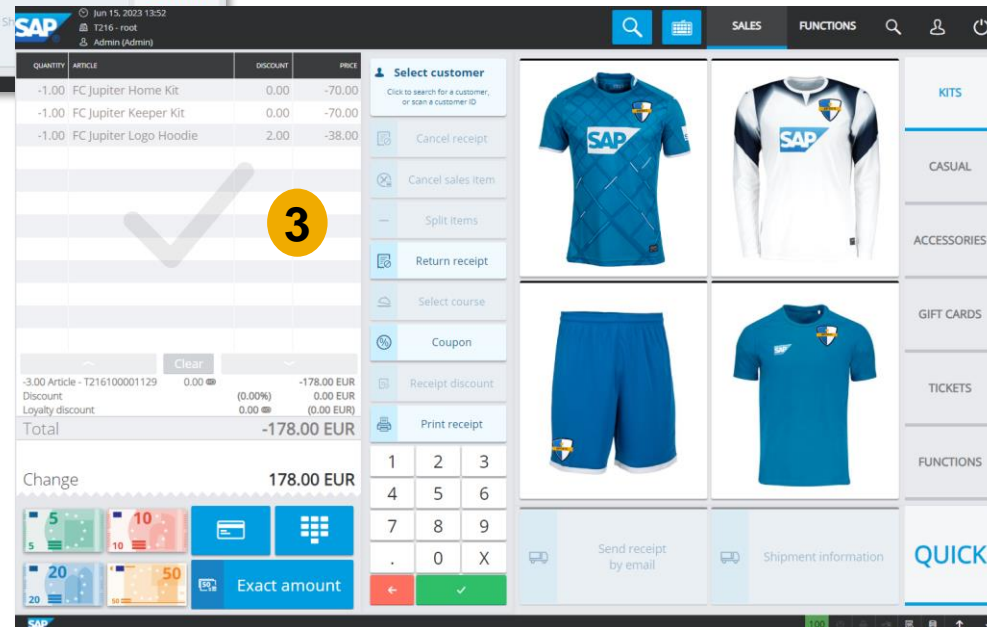 Sh
SAP
Jun 15, 2023 13:52
T216 - root
Admin (Admin)
SALES
FUNCTIONS
QUANTITY ARTICLE DISCOUNT PRICE
-1.00 FC Jupiter Home Kit 0.00 -70.00
-1.00 FC Jupiter Keeper Kit 0.00 -70.00
-1.00 FC Jupiter Logo Hoodie 2.00 -38.00
3
Clear
-3.00 Article - T216100001129 0.00 -178.00 EUR
Discount (0.00%) 0.00 EUR
Loyalty discount 0.00 (0.00 EUR)
Total -178.00 EUR
Change 178.00 EUR
5 5
10 10
20 20
50 50
50
Exact amount
Select customer
Click to search for a customer,
or scan a customer ID
Cancel receipt
Cancel sales item
Split items
Return receipt
Select course
Coupon
Receipt discount
Print receipt
1 2 3
4 5 6
7 8 9
. 0 X
SAP
SAP
SAP
Send receipt
by email
Shipment information
KITS
CASUAL
ACCESSORIES
GIFT CARDS
TICKETS
FUNCTIONS
QUICK
SAP
100